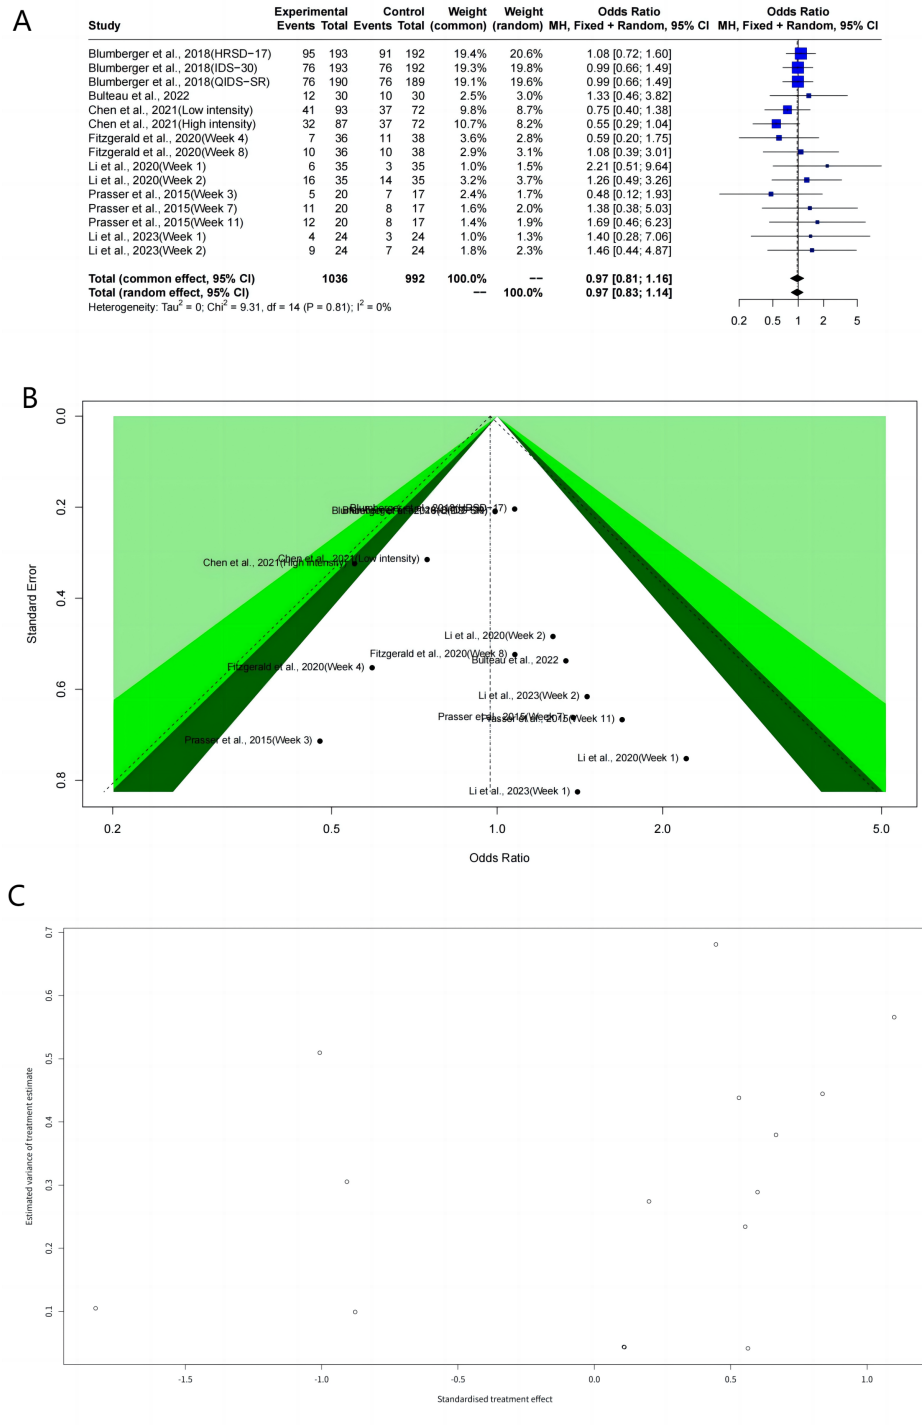 A
Experimental Control Weight Weight Odds Ratio Odds Ratio
Study Events Total Events Total (common) (random) MH, Fixed + Random, 95% CI MH, Fixed + Random, 95% CI
Blumberger et al., 2018(HRSD−17) 95 193 91 192 19.4% 20.6% 1.08 [0.72; 1.60]
Blumberger et al., 2018(IDS−30) 76 193 76 192 19.3% 19.8% 0.99 [0.66; 1.49]
Blumberger et al., 2018(QIDS−SR) 76 190 76 189 19.1% 19.6% 0.99 [0.66; 1.49]
Bulteau et al., 2022 12 30 10 30 2.5% 3.0% 1.33 [0.46; 3.82]
Chen et al., 2021(Low intensity) 41 93 37 72 9.8% 8.7% 0.75 [0.40; 1.38]
Chen et al., 2021(High intensity) 32 87 37 72 10.7% 8.2% 0.55 [0.29; 1.04]
Fitzgerald et al., 2020(Week 4) 7 36 11 38 3.6% 2.8% 0.59 [0.20; 1.75]
Fitzgerald et al., 2020(Week 8) 10 36 10 38 2.9% 3.1% 1.08 [0.39; 3.01]
Li et al., 2020(Week 1) 6 35 3 35 1.0% 1.5% 2.21 [0.51; 9.64]
Li et al., 2020(Week 2) 16 35 14 35 3.2% 3.7% 1.26 [0.49; 3.26]
Prasser et al., 2015(Week 3) 5 20 7 17 2.4% 1.7% 0.48 [0.12; 1.93]
Prasser et al., 2015(Week 7) 11 20 8 17 1.6% 2.0% 1.38 [0.38; 5.03]
Prasser et al., 2015(Week 11) 12 20 8 17 1.4% 1.9% 1.69 [0.46; 6.23]
Li et al., 2023(Week 1) 4 24 3 24 1.0% 1.3% 1.40 [0.28; 7.06]
Li et al., 2023(Week 2) 9 24 7 24 1.8% 2.3% 1.46 [0.44; 4.87]
Total (common effect, 95% CI) 1036 992 100.0% −− 0.97 [0.81; 1.16]
Total (random effect, 95% CI) −− 100.0% 0.97 [0.83; 1.14]
Heterogeneity: Tau² = 0; Chi² = 9.31, df = 14 (P = 0.81); I² = 0%
0.2 0.5 1 2 5
B
0.0
0.2
0.4
0.6
0.8
Standard Error
Chen et al., 2021(Low intensity)
Chen et al., 2021(High intensity)
Li et al., 2020(Week 2)
Fitzgerald et al., 2020(Week 8)
Bulteau et al., 2022
Fitzgerald et al., 2020(Week 4)
Li et al., 2023(Week 2)
Prasser et al., 2015(Week 7)
Prasser et al., 2015(Week 11)
Prasser et al., 2015(Week 3)
Li et al., 2020(Week 1)
Li et al., 2023(Week 1)
0.2 0.5 1.0 2.0 5.0
Odds Ratio
C
0.7
0.6
0.5
0.4
0.3
0.2
0.1
Estimated variance of treatment estimate
-1.5 -1.0 -0.5 0.0 0.5 1.0
Standardised treatment effect